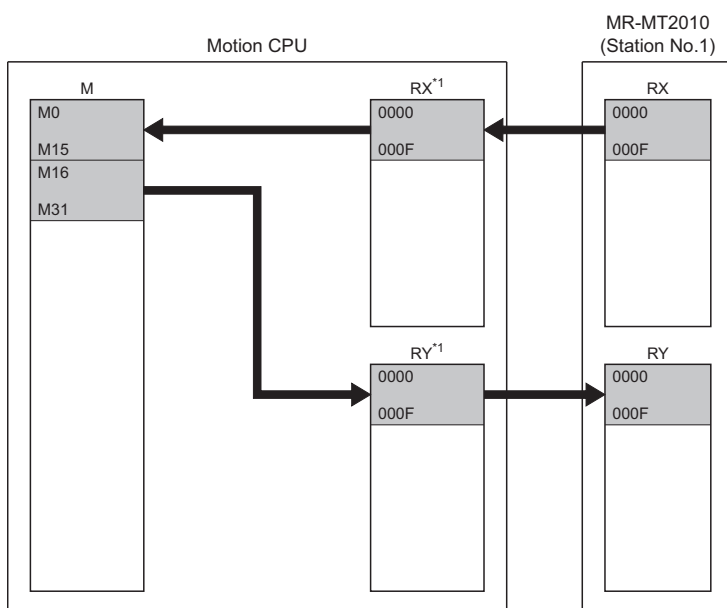 MR-MT2010
(Station No.1)
Motion CPU
M
RX*1
RX
M0
M15
M16
M31
0000
000F
0000
000F
RY*1
RY
0000
000F
0000
000F